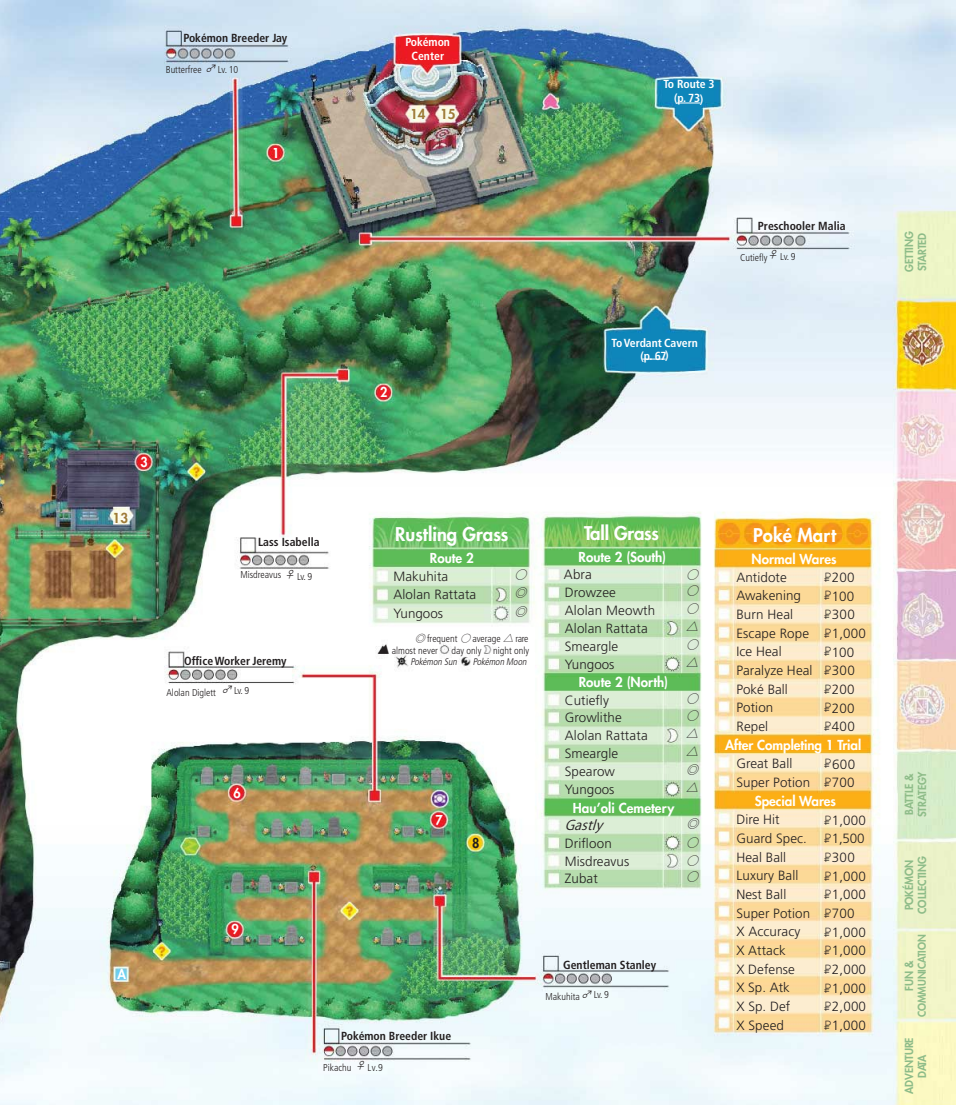 Pokémon Breeder Jay
Butterfree ♂ Lv. 10
Pokémon
Center
14 15
To Route 3
(p. 73)
1
Preschooler Malia
Cutiefly ♀ Lv. 9
To Verdant Cavern
(p. 67)
2
3
?
13
?
Lass Isabella
Misdreavus ♀ Lv. 9
Office Worker Jeremy
Alolan Diglett ♂ Lv. 9
6
7
8
?
9
?
A
Gentleman Stanley
Makuhita ♂ Lv. 9
Pokémon Breeder Ikue
Pikachu ♀ Lv.9
Rustling Grass
Route 2
Makuhita ○
Alolan Rattata ☽ ◎
Yungoos ☼ ◎
◎ frequent ○ average △ rare
▲ almost never ☼ day only ☽ night only
Pokémon Sun Pokémon Moon
Tall Grass
Route 2 (South)
Abra ○
Drowzee ○
Alolan Meowth ○
Alolan Rattata ☽ △
Smeargle ○
Yungoos ☼ △
Route 2 (North)
Cutiefly ○
Growlithe ○
Alolan Rattata ☽ △
Smeargle △
Spearow ◎
Yungoos ☼ △
Hau'oli Cemetery
Gastly ◎
Drifloon ☼ ○
Misdreavus ☽ ○
Zubat ○
Poké Mart
Normal Wares
Antidote ₽200
Awakening ₽100
Burn Heal ₽300
Escape Rope ₽1,000
Ice Heal ₽100
Paralyze Heal ₽300
Poké Ball ₽200
Potion ₽200
Repel ₽400
After Completing 1 Trial
Great Ball ₽600
Super Potion ₽700
Special Wares
Dire Hit ₽1,000
Guard Spec. ₽1,500
Heal Ball ₽300
Luxury Ball ₽1,000
Nest Ball ₽1,000
Super Potion ₽700
X Accuracy ₽1,000
X Attack ₽1,000
X Defense ₽2,000
X Sp. Atk ₽1,000
X Sp. Def ₽2,000
X Speed ₽1,000
GETTING
STARTED
BATTLE &
STRATEGY
POKÉMON
COLLECTING
FUN &
COMMUNICATION
ADVENTURE
DATA